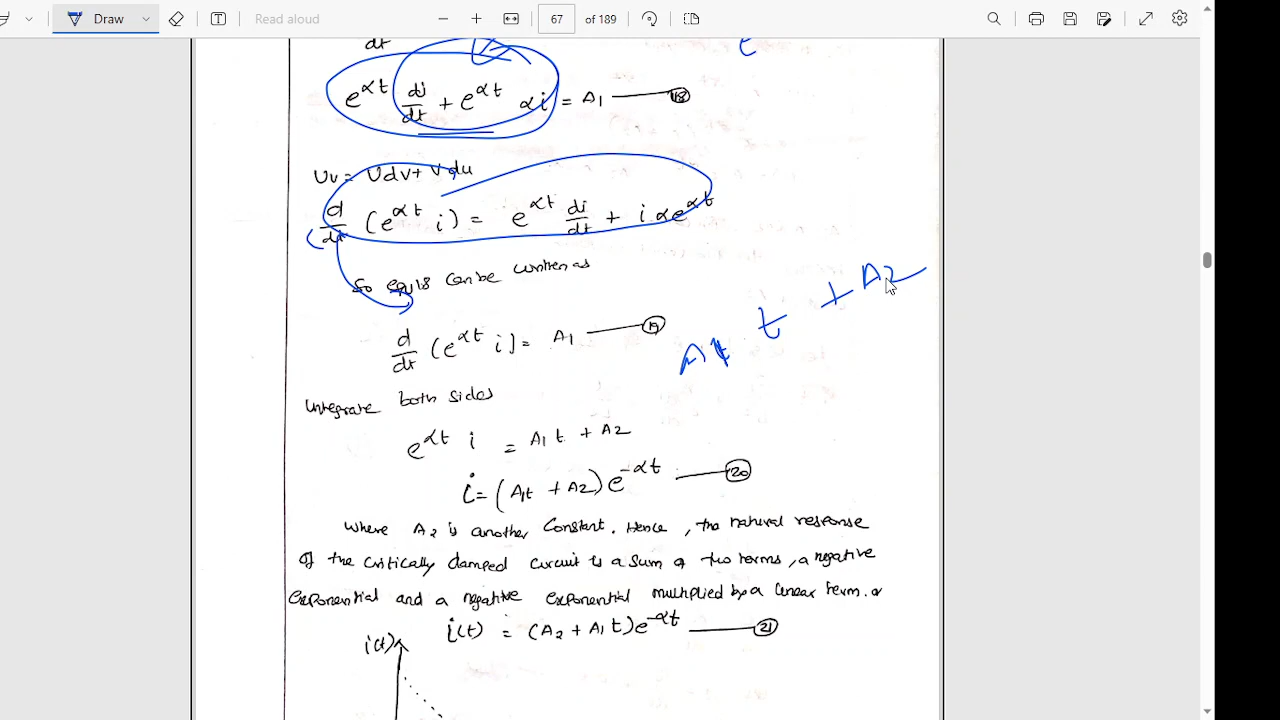 Draw
Read aloud
67 of 189
dt
t
e^αt di/dt + e^αt αi = A1 —— (18)
Uv = Udv + Vdu
d/dt (e^αt i) = e^αt di/dt + i αe^αt
So eqn 18 can be written as
A1 t + A2
d/dt (e^αt i] = A1 —— (19)
Integrate both sides
e^αt i = A1 t + A2
i = (A1t + A2) e^-αt —— (20)
Where A2 is another Constant. Hence, the natural response
of the critically damped circuit is a sum of two terms, a negative
exponential and a negative exponential multiplied by a linear term. or
i(t) = (A2 + A1 t) e^-αt —— (21)
i(t)